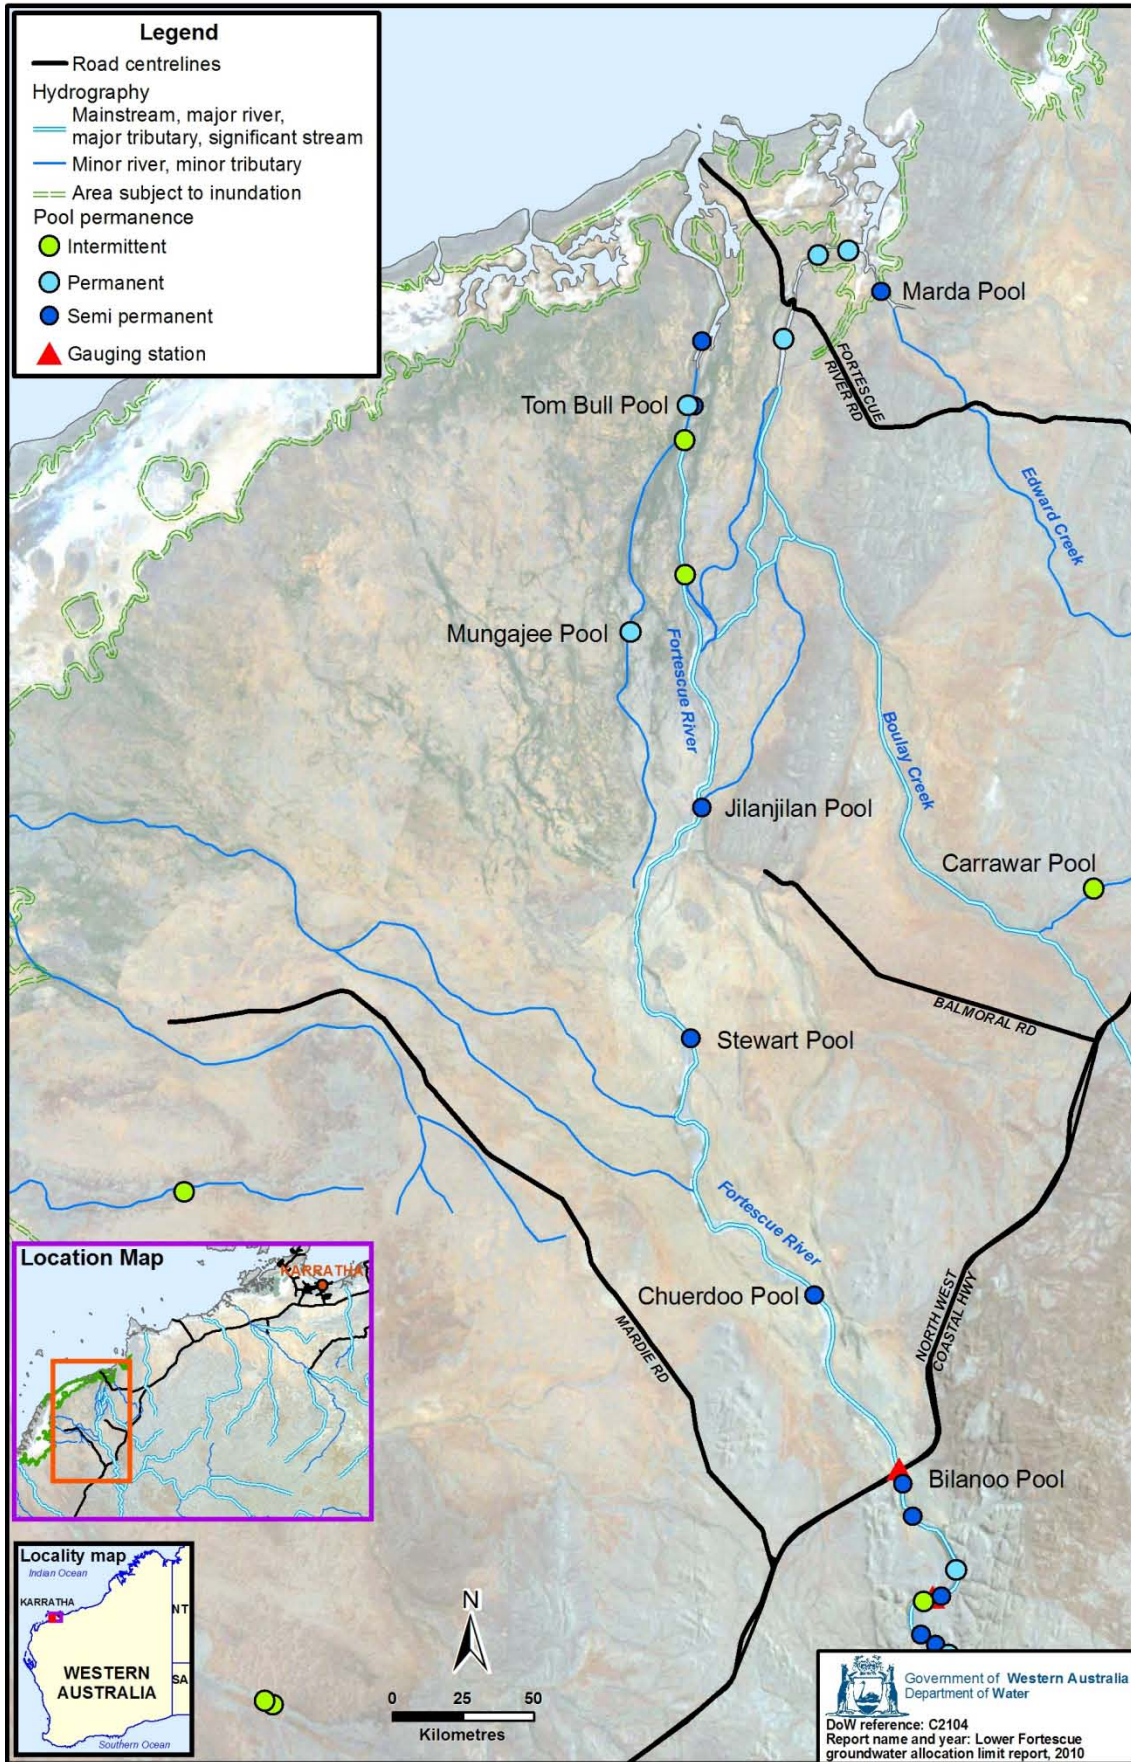 Legend
Road centrelines
Hydrography
Mainstream, major river,
major tributary, significant stream
Minor river, minor tributary
Area subject to inundation
Pool permanence
Intermittent
Permanent
Semi permanent
Gauging station
Marda Pool
FORTESCUE
RIVER RD
Tom Bull Pool
Edward Creek
Mungajee Pool
Fortescue River
Boulay Creek
Jilanjilan Pool
Carrawar Pool
BALMORAL RD
Stewart Pool
Fortescue River
Chuerdoo Pool
NORTH WEST
COASTAL HWY
MARDIE RD
Bilanoo Pool
Location Map
KARRATHA
Locality map
Indian Ocean
KARRATHA
NT
WESTERN
AUSTRALIA
SA
Southern Ocean
N
0 25 50
Kilometres
Government of Western Australia
Department of Water
DoW reference: C2104
Report name and year: Lower Fortescue
groundwater allocation limit report, 2010